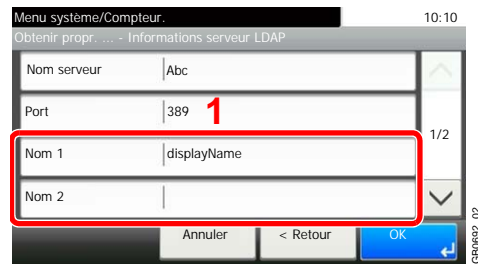 Menu système/Compteur.
10:10
Obtenir propr. ... - Informations serveur LDAP
Nom serveur
Abc
Port
389
1
1/2
Nom 1
displayName
Nom 2
Annuler
< Retour
OK
GB0692_02